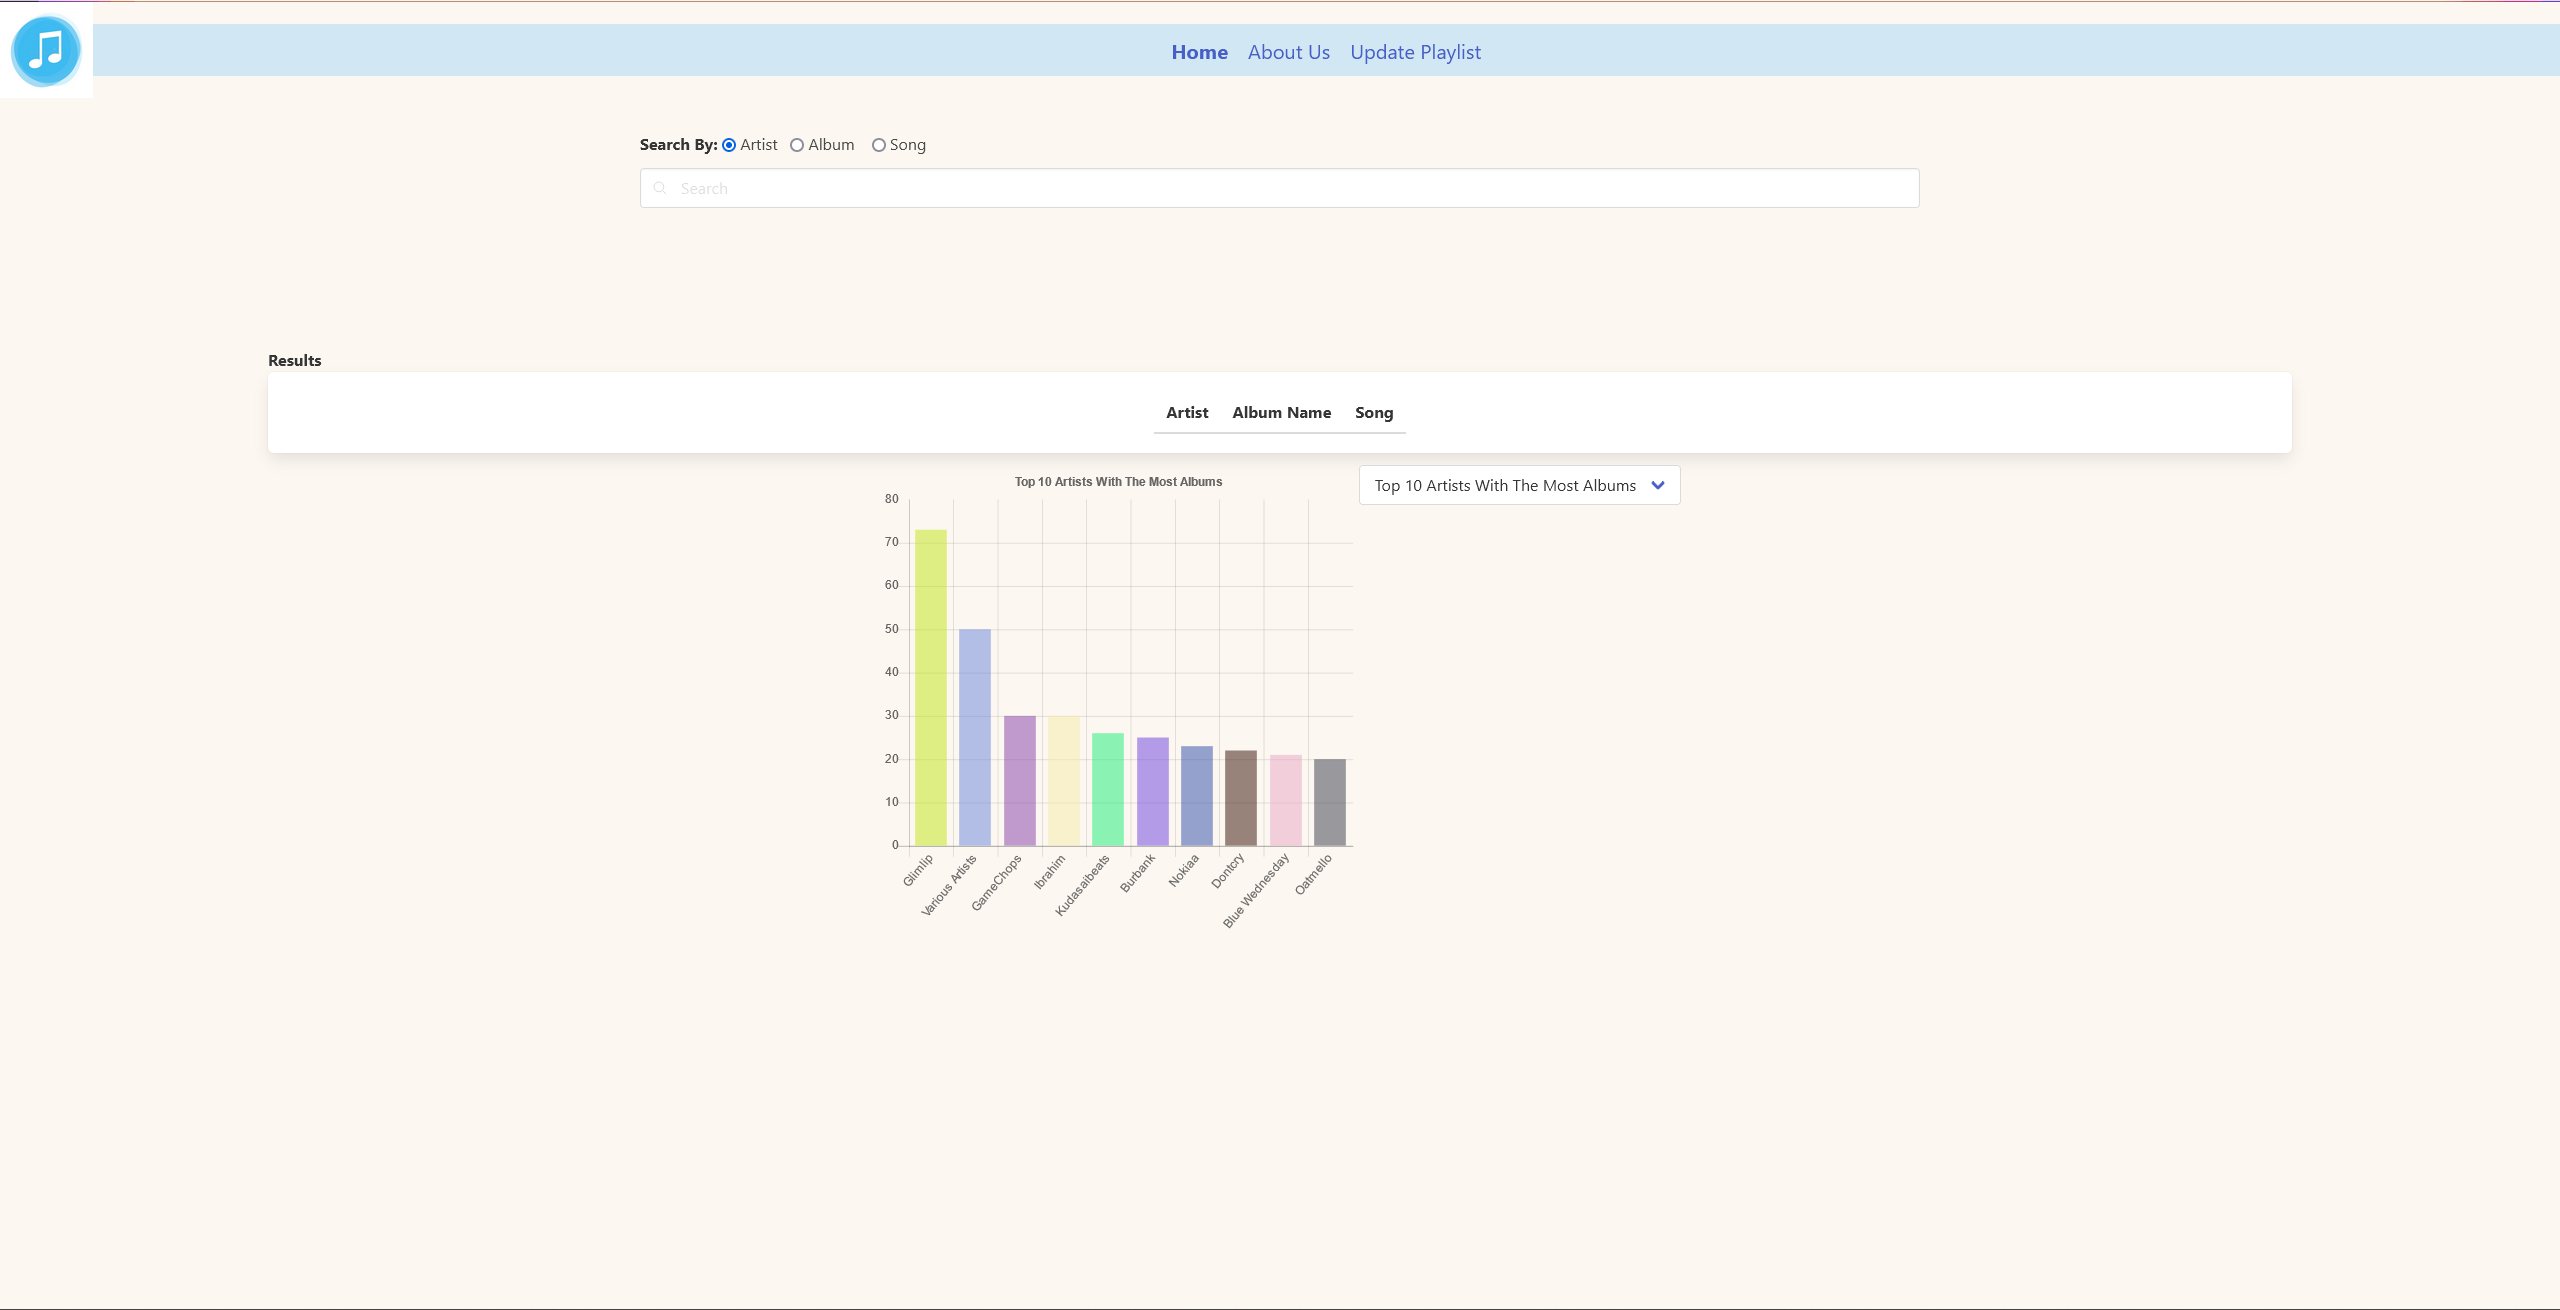 Home About Us Update Playlist
Search By: Artist Album Song
Search
Results
Artist Album Name Song
Top 10 Artists With The Most Albums
Top 10 Artists With The Most Albums
80
70
60
50
40
30
20
10
0
Glimlip
Various Artists
GameChops
Ibrahim
Kudasaibeats
Burbank
Nokiaa
Dontcry
Blue Wednesday
Oatmello